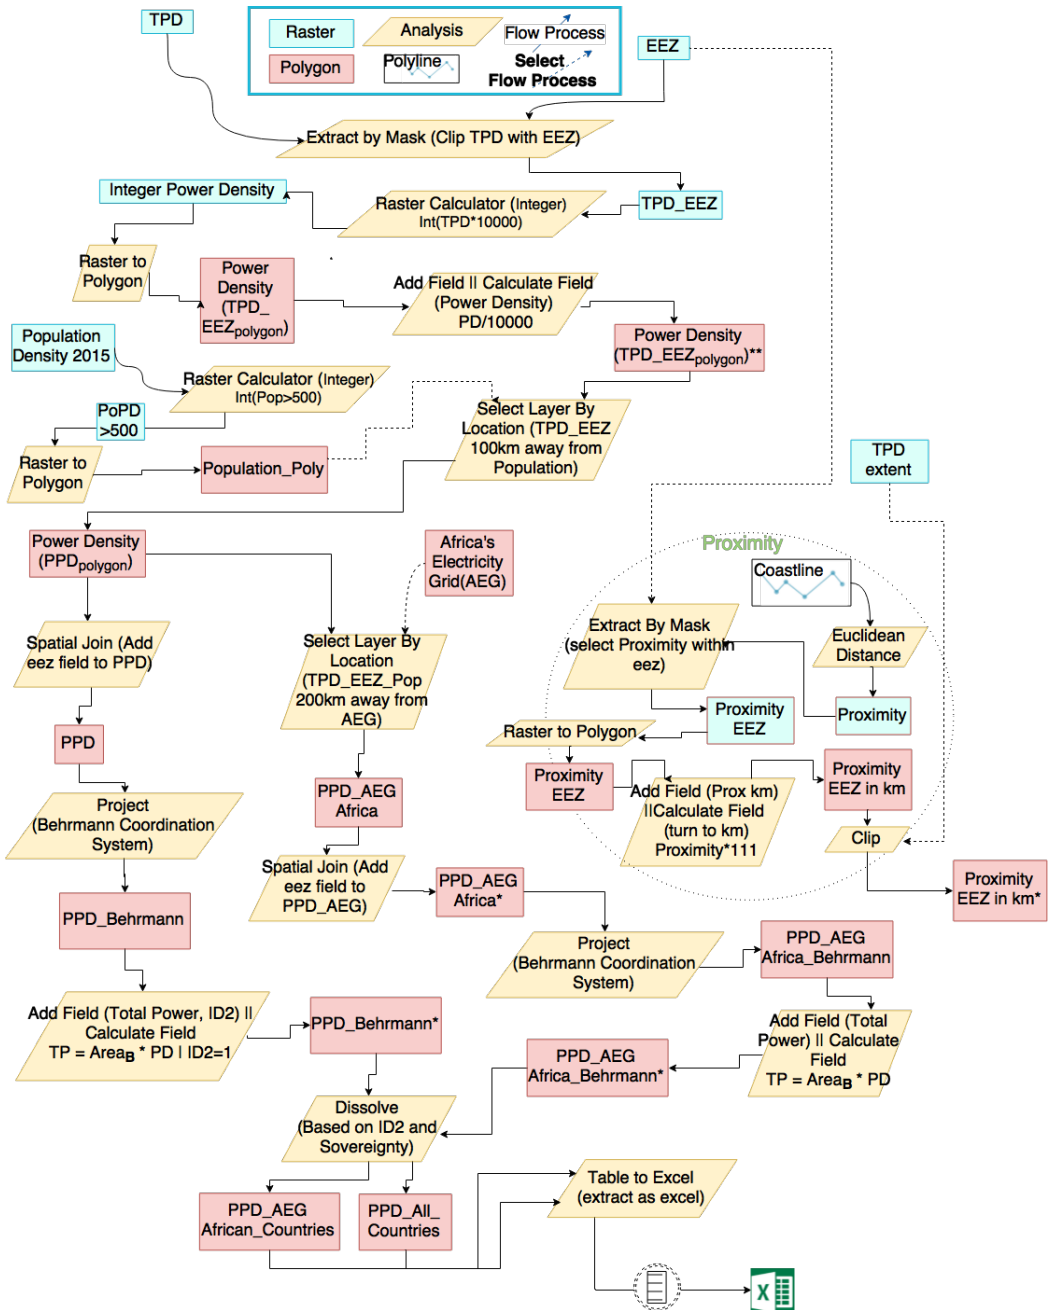 TPD
Raster
Analysis
Flow Process
Polygon
Polyline
Select
Flow Process
EEZ
Extract by Mask (Clip TPD with EEZ)
Integer Power Density
Raster Calculator (Integer)
Int(TPD*10000)
TPD_EEZ
Raster to
Polygon
Power
Density
(TPD_
EEZpolygon)
Add Field || Calculate Field
(Power Density)
PD/10000
Power Density
(TPD_EEZpolygon)**
Population
Density 2015
Raster Calculator (Integer)
Int(Pop>500)
PoPD
>500
Raster to
Polygon
Population_Poly
Select Layer By
Location (TPD_EEZ
100km away from
Population)
TPD
extent
Power Density
(PPDpolygon)
Africa's
Electricity
Grid(AEG)
Proximity
Coastline
Spatial Join (Add
eez field to PPD)
Select Layer By
Location
(TPD_EEZ_Pop
200km away from
AEG)
Extract By Mask
(select Proximity within
eez)
Euclidean
Distance
Proximity
EEZ
Proximity
Raster to Polygon
PPD
Proximity
EEZ
Add Field (Prox km)
||Calculate Field
(turn to km)
Proximity*111
Proximity
EEZ in km
PPD_AEG
Africa
Project
(Behrmann Coordination
System)
Clip
Spatial Join (Add
eez field to
PPD_AEG)
PPD_AEG
Africa*
Proximity
EEZ in km*
PPD_Behrmann
Project
(Behrmann Coordination
System)
PPD_AEG
Africa_Behrmann
Add Field (Total Power, ID2) ||
Calculate Field
TP = AreaB * PD | ID2=1
PPD_Behrmann*
Add Field (Total
Power) || Calculate
Field
TP = AreaB * PD
PPD_AEG
Africa_Behrmann*
Dissolve
(Based on ID2 and
Sovereignty)
PPD_AEG
African_Countries
PPD_All_
Countries
Table to Excel
(extract as excel)
X